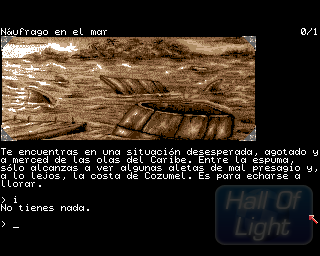 Náufrago en el mar 0/1
Te encuentras en una situación desesperada, agotado y
a merced de las olas del Caribe. Entre la espuma,
sólo alcanzas a ver algunas aletas de mal presagio y,
a lo lejos, la costa de Cozumel. Es para echarse a
llorar.
> i
No tienes nada.
> _
Hall Of
Light